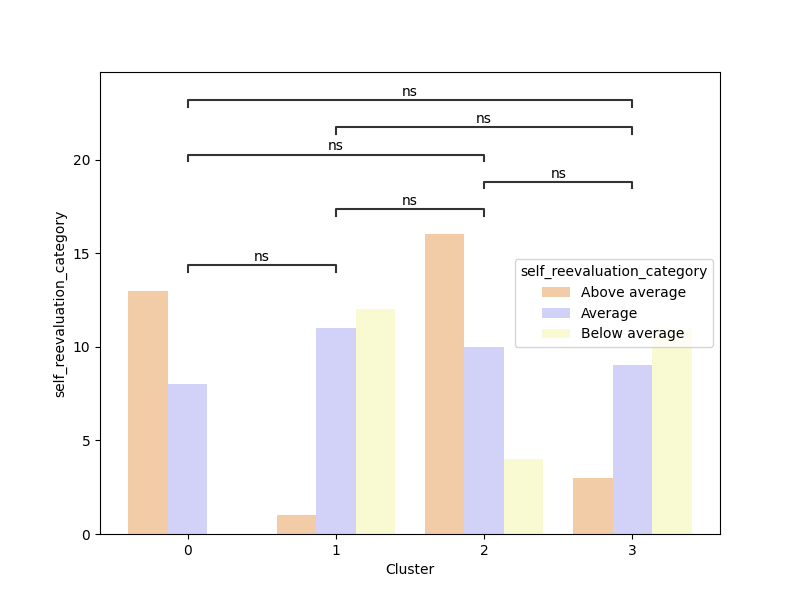 ns
ns
ns
20
ns
ns
15
ns
self_reevaluation_category
self_reevaluation_category
Above average
Average
Below average
10
5
0
0
1
2
3
Cluster